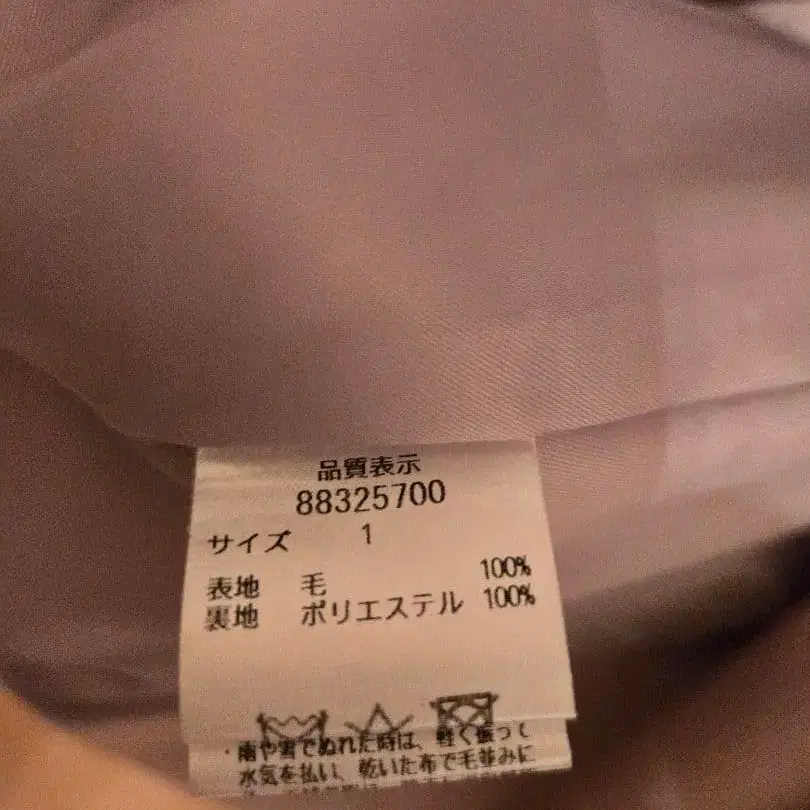 品質表示
88325700
サイズ 1
表地 毛 100%
裏地 ポリエステル 100%
・雨や雪でぬれた時は、軽く振って
水気を払い、乾いた布で毛並みに